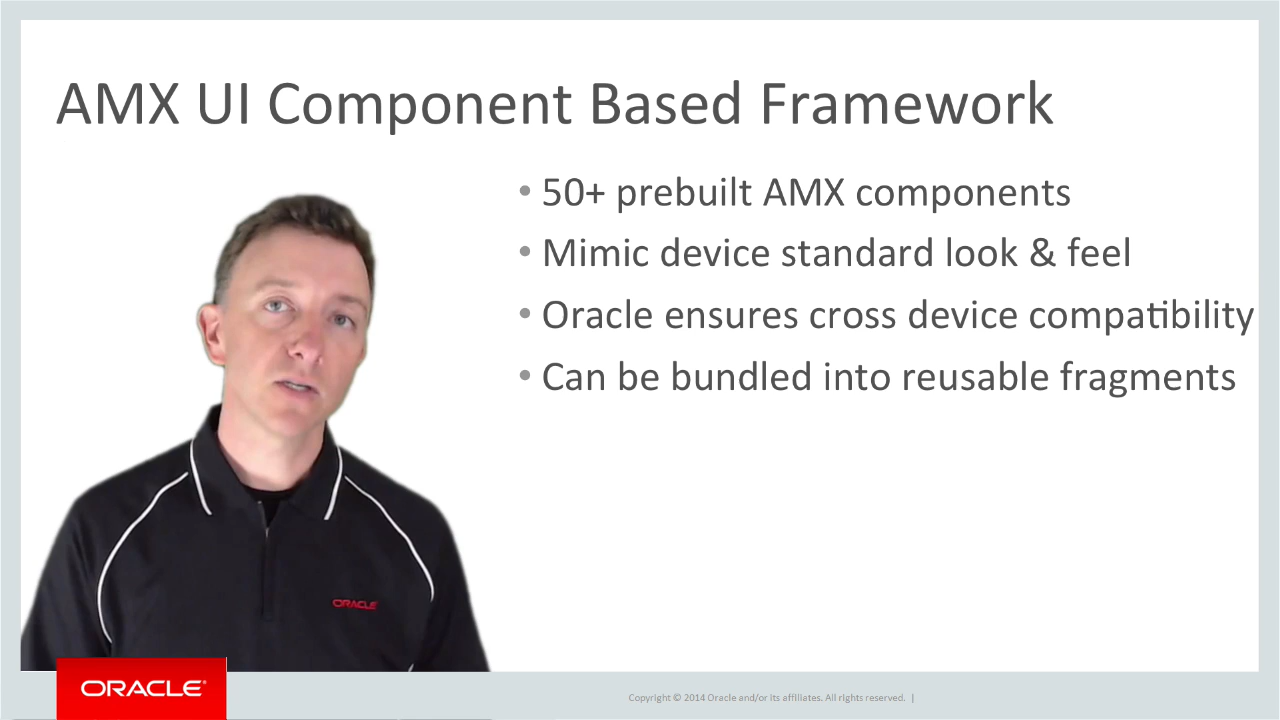 AMX UI Component Based Framework
• 50+ prebuilt AMX components
• Mimic device standard look & feel
• Oracle ensures cross device compatibility
• Can be bundled into reusable fragments
ORACLE
ORACLE®
Copyright © 2014 Oracle and/or its affiliates. All rights reserved. |